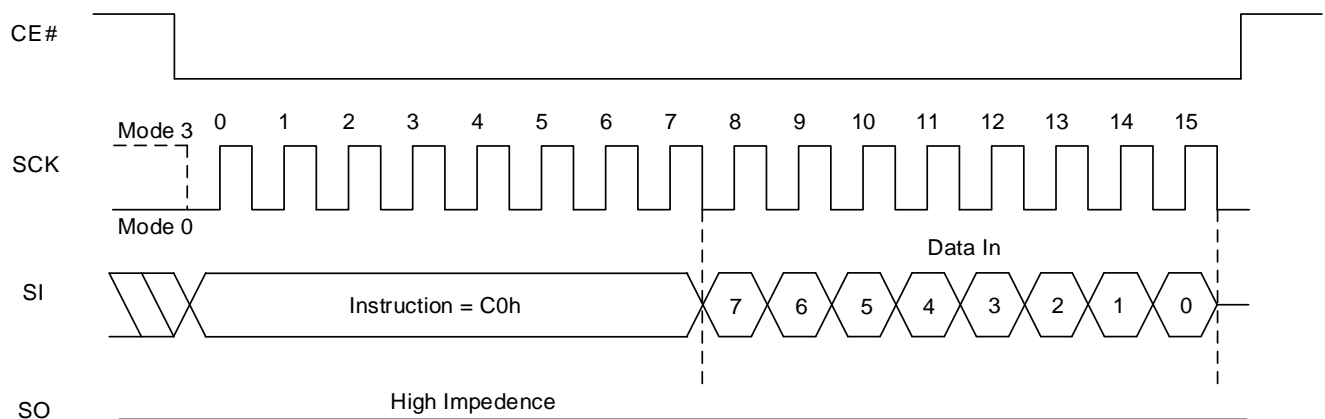 CE#
Mode 3
0 1 2 3 4 5 6 7 8 9 10 11 12 13 14 15
SCK
Mode 0
Data In
SI
Instruction = C0h
7 6 5 4 3 2 1 0
High Impedence
SO